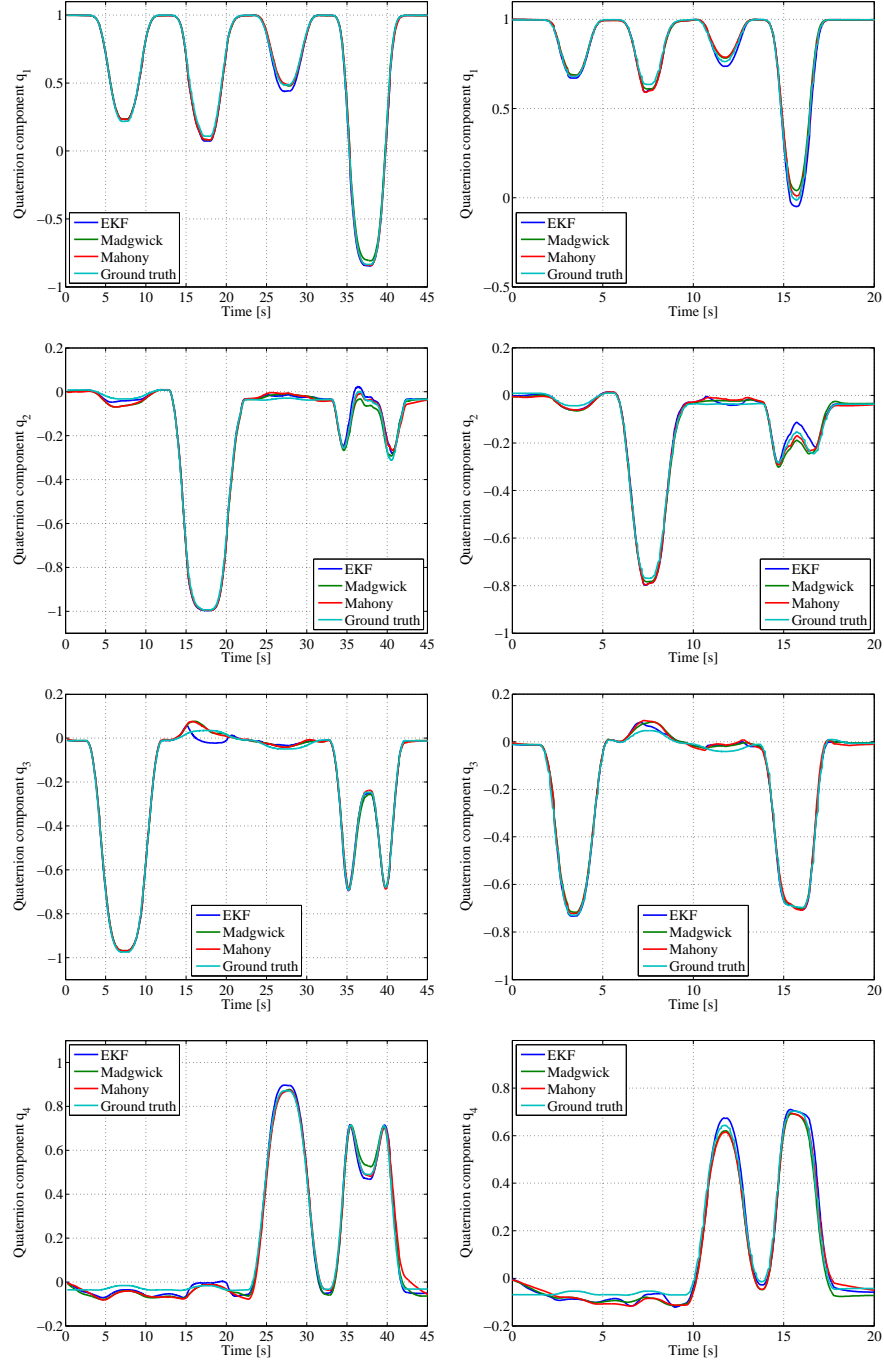 1
0.5
0
−0.5
−1
0 5 10 15 20 25 30 35 40 45
Time [s]
Quaternion component q1
EKF
Madgwick
Mahony
Ground truth
1
0.5
0
−0.5
0 5 10 15 20
Time [s]
Quaternion component q1
EKF
Madgwick
Mahony
Ground truth
0.2
0
−0.2
−0.4
−0.6
−0.8
−1
0 5 10 15 20 25 30 35 40 45
Time [s]
Quaternion component q2
EKF
Madgwick
Mahony
Ground truth
0.2
0
−0.2
−0.4
−0.6
−0.8
−1
0 5 10 15 20
Time [s]
Quaternion component q2
EKF
Madgwick
Mahony
Ground truth
0.2
0
−0.2
−0.4
−0.6
−0.8
−1
0 5 10 15 20 25 30 35 40 45
Time [s]
Quaternion component q3
EKF
Madgwick
Mahony
Ground truth
0.2
0
−0.2
−0.4
−0.6
−0.8
−1
0 5 10 15 20
Time [s]
Quaternion component q3
EKF
Madgwick
Mahony
Ground truth
1
0.8
0.6
0.4
0.2
0
−0.2
0 5 10 15 20 25 30 35 40 45
Time [s]
Quaternion component q4
EKF
Madgwick
Mahony
Ground truth
0.8
0.6
0.4
0.2
0
−0.2
0 5 10 15 20
Time [s]
Quaternion component q4
EKF
Madgwick
Mahony
Ground truth